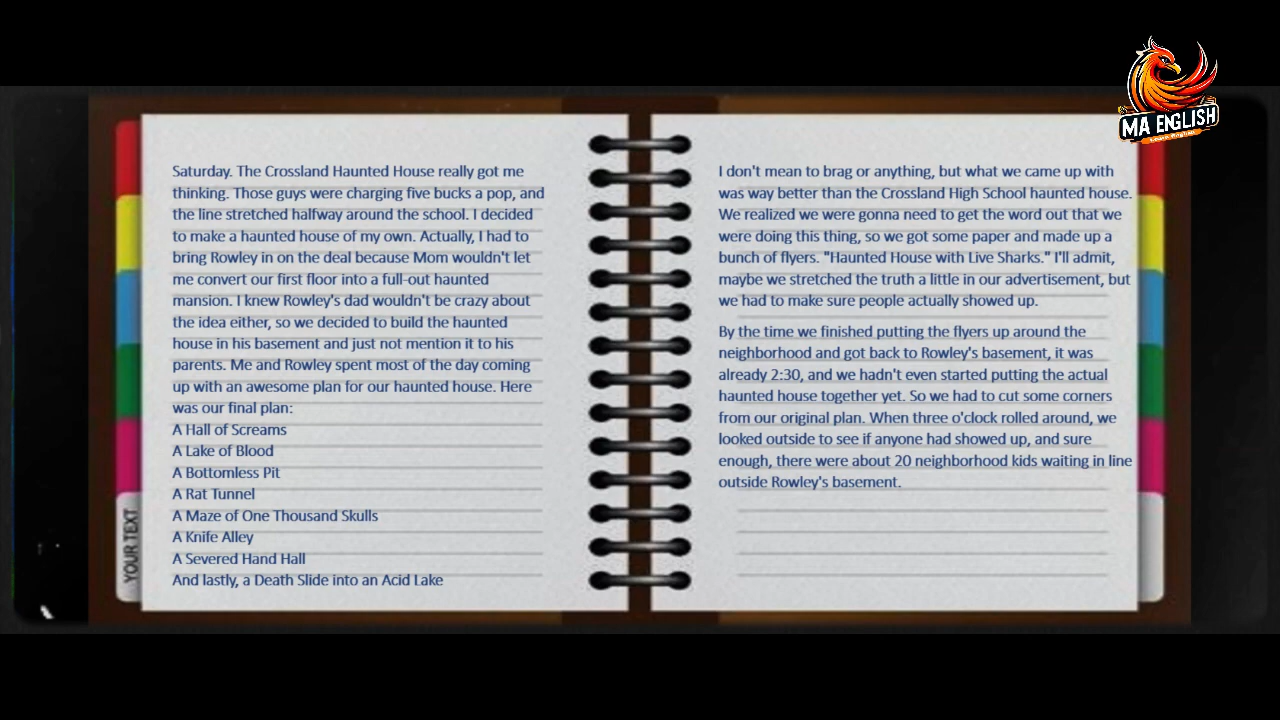 MA ENGLISH
Learn English
Saturday. The Crossland Haunted House really got me
thinking. Those guys were charging five bucks a pop, and
the line stretched halfway around the school. I decided
to make a haunted house of my own. Actually, I had to
bring Rowley in on the deal because Mom wouldn't let
me convert our first floor into a full-out haunted
mansion. I knew Rowley's dad wouldn't be crazy about
the idea either, so we decided to build the haunted
house in his basement and just not mention it to his
parents. Me and Rowley spent most of the day coming
up with an awesome plan for our haunted house. Here
was our final plan:
A Hall of Screams
A Lake of Blood
A Bottomless Pit
A Rat Tunnel
A Maze of One Thousand Skulls
A Knife Alley
A Severed Hand Hall
And lastly, a Death Slide into an Acid Lake
YOUR TEXT
I don't mean to brag or anything, but what we came up with
was way better than the Crossland High School haunted house.
We realized we were gonna need to get the word out that we
were doing this thing, so we got some paper and made up a
bunch of flyers. "Haunted House with Live Sharks." I'll admit,
maybe we stretched the truth a little in our advertisement, but
we had to make sure people actually showed up.
By the time we finished putting the flyers up around the
neighborhood and got back to Rowley's basement, it was
already 2:30, and we hadn't even started putting the actual
haunted house together yet. So we had to cut some corners
from our original plan. When three o'clock rolled around, we
looked outside to see if anyone had showed up, and sure
enough, there were about 20 neighborhood kids waiting in line
outside Rowley's basement.